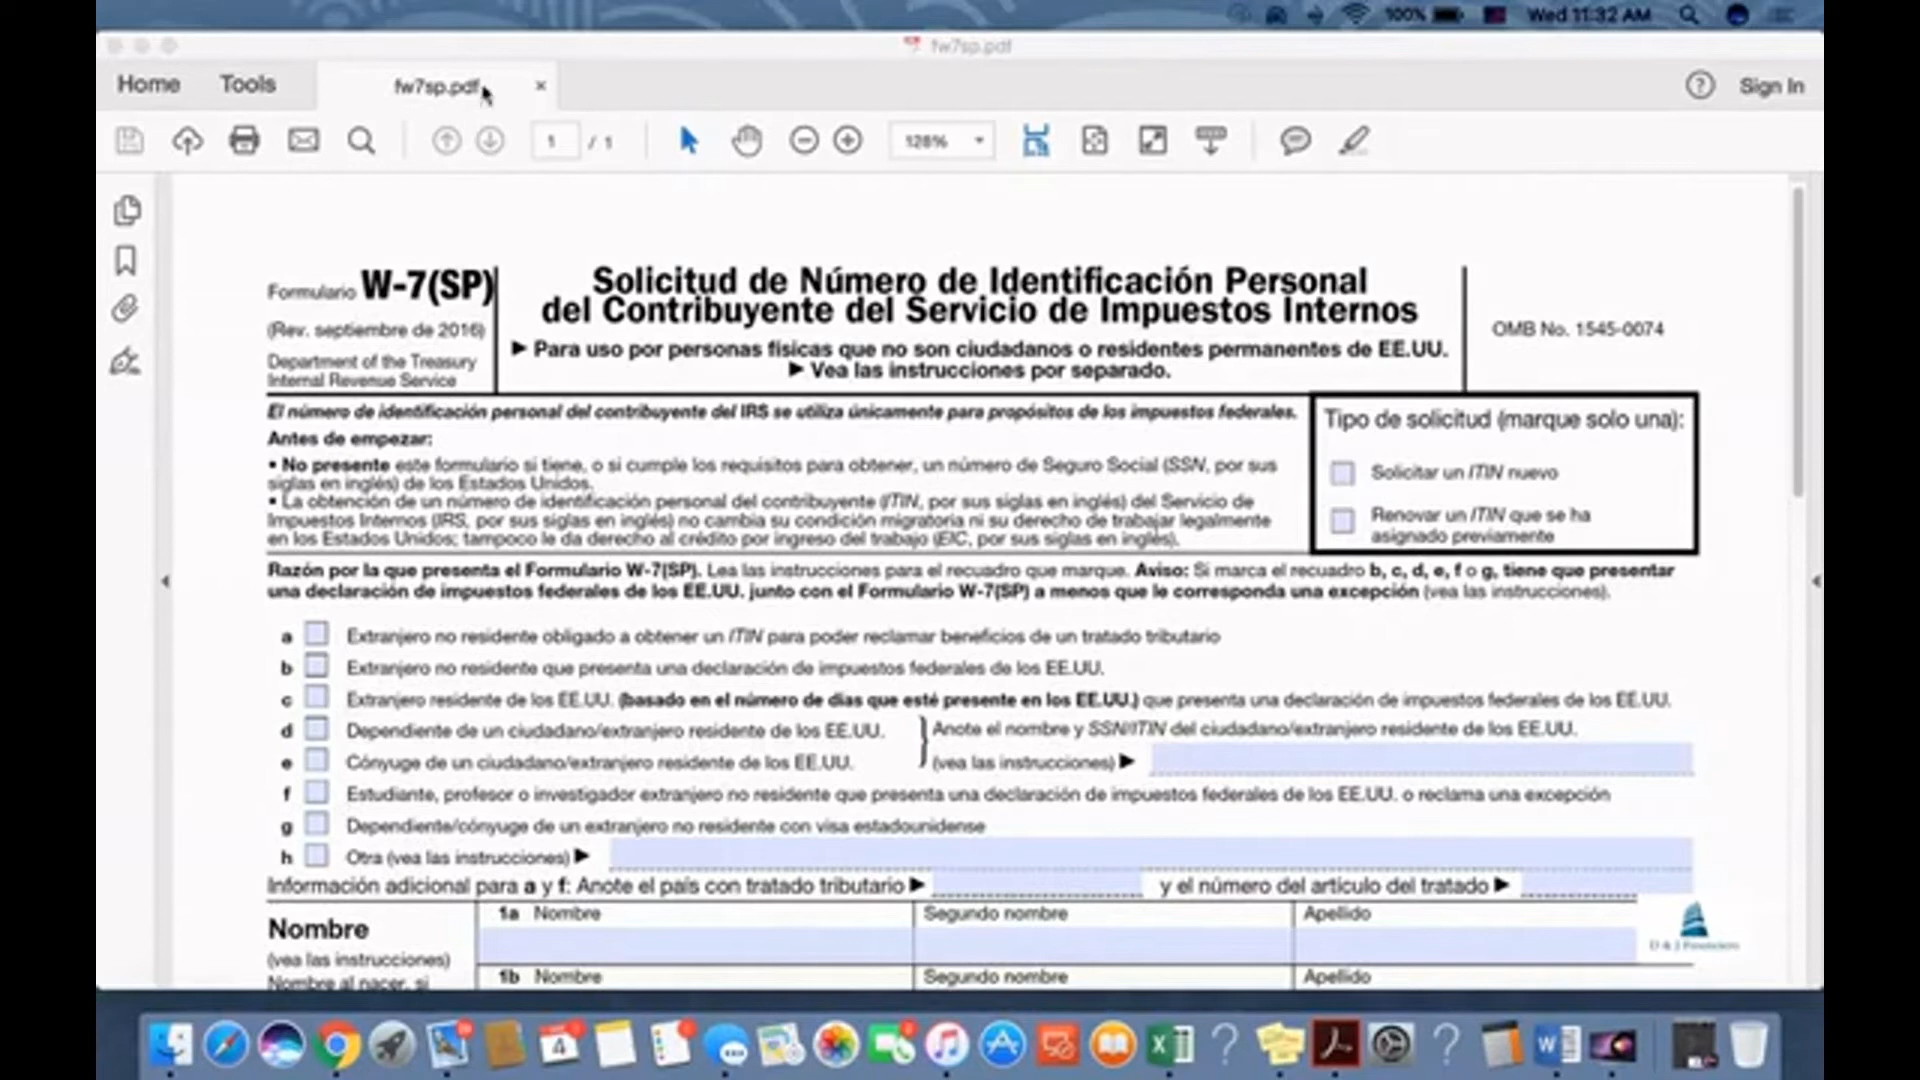 100% Wed 11:32 AM
fw7sp.pdf
Home Tools fw7sp.pdf × ? Sign In
1 / 1 128%
Formulario W-7(SP)
(Rev. septiembre de 2016)
Department of the Treasury
Internal Revenue Service
Solicitud de Número de Identificación Personal
del Contribuyente del Servicio de Impuestos Internos
▶ Para uso por personas físicas que no son ciudadanos o residentes permanentes de EE.UU.
▶ Vea las instrucciones por separado.
OMB No. 1545-0074
El número de identificación personal del contribuyente del IRS se utiliza únicamente para propósitos de los impuestos federales.
Antes de empezar:
• No presente este formulario si tiene, o si cumple los requisitos para obtener, un número de Seguro Social (SSN, por sus
siglas en inglés) de los Estados Unidos.
• La obtención de un número de identificación personal del contribuyente (ITIN, por sus siglas en inglés) del Servicio de
Impuestos Internos (IRS, por sus siglas en inglés) no cambia su condición migratoria ni su derecho de trabajar legalmente
en los Estados Unidos; tampoco le da derecho al crédito por ingreso del trabajo (EIC, por sus siglas en inglés).
Tipo de solicitud (marque solo una):
Solicitar un ITIN nuevo
Renovar un ITIN que se ha
asignado previamente
Razón por la que presenta el Formulario W-7(SP). Lea las instrucciones para el recuadro que marque. Aviso: Si marca el recuadro b, c, d, e, f o g, tiene que presentar
una declaración de impuestos federales de los EE.UU. junto con el Formulario W-7(SP) a menos que le corresponda una excepción (vea las instrucciones).
a Extranjero no residente obligado a obtener un ITIN para poder reclamar beneficios de un tratado tributario
b Extranjero no residente que presenta una declaración de impuestos federales de los EE.UU.
c Extranjero residente de los EE.UU. (basado en el número de días que esté presente en los EE.UU.) que presenta una declaración de impuestos federales de los EE.UU.
d Dependiente de un ciudadano/extranjero residente de los EE.UU. Anote el nombre y SSN/ITIN del ciudadano/extranjero residente de los EE.UU.
e Cónyuge de un ciudadano/extranjero residente de los EE.UU. (vea las instrucciones) ▶
f Estudiante, profesor o investigador extranjero no residente que presenta una declaración de impuestos federales de los EE.UU. o reclama una excepción
g Dependiente/cónyuge de un extranjero no residente con visa estadounidense
h Otra (vea las instrucciones) ▶
Información adicional para a y f: Anote el país con tratado tributario ▶ y el número del artículo del tratado ▶
Nombre
(vea las instrucciones)
Nombre al nacer, si
1a Nombre Segundo nombre Apellido
1b Nombre Segundo nombre Apellido
D & J Financiero
4